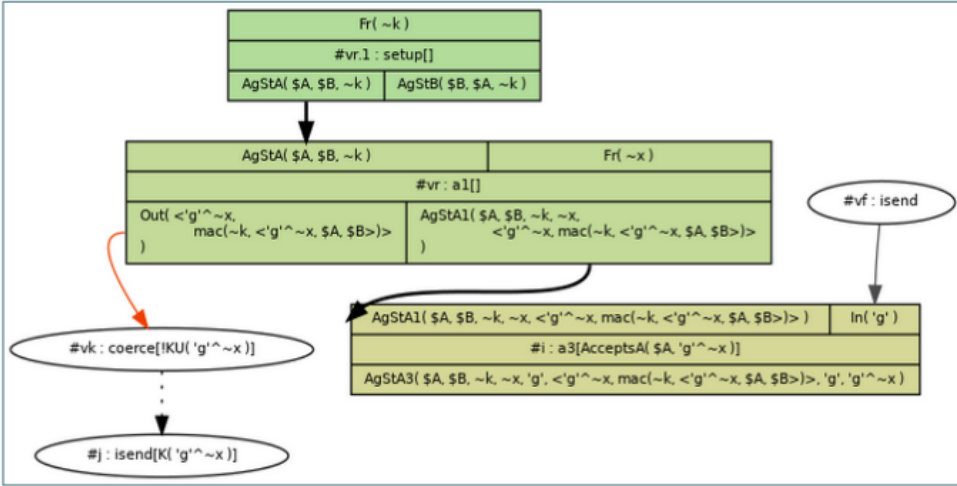 Fr( ~k )
#vr.1 : setup[]
AgStA( $A, $B, ~k )
AgStB( $B, $A, ~k )
AgStA( $A, $B, ~k )
Fr( ~x )
#vr : a1[]
Out( <'g'^~x,
mac(~k, <'g'^~x, $A, $B>)>
)
AgStA1( $A, $B, ~k, ~x,
<'g'^~x, mac(~k, <'g'^~x, $A, $B>)>
)
#vf : isend
AgStA1( $A, $B, ~k, ~x, <'g'^~x, mac(~k, <'g'^~x, $A, $B>)> )
In( 'g' )
#i : a3[AcceptsA( $A, 'g'^~x )]
AgStA3( $A, $B, ~k, ~x, 'g', <'g'^~x, mac(~k, <'g'^~x, $A, $B>)>, 'g', 'g'^~x )
#vk : coerce[!KU( 'g'^~x )]
#j : isend[K( 'g'^~x )]